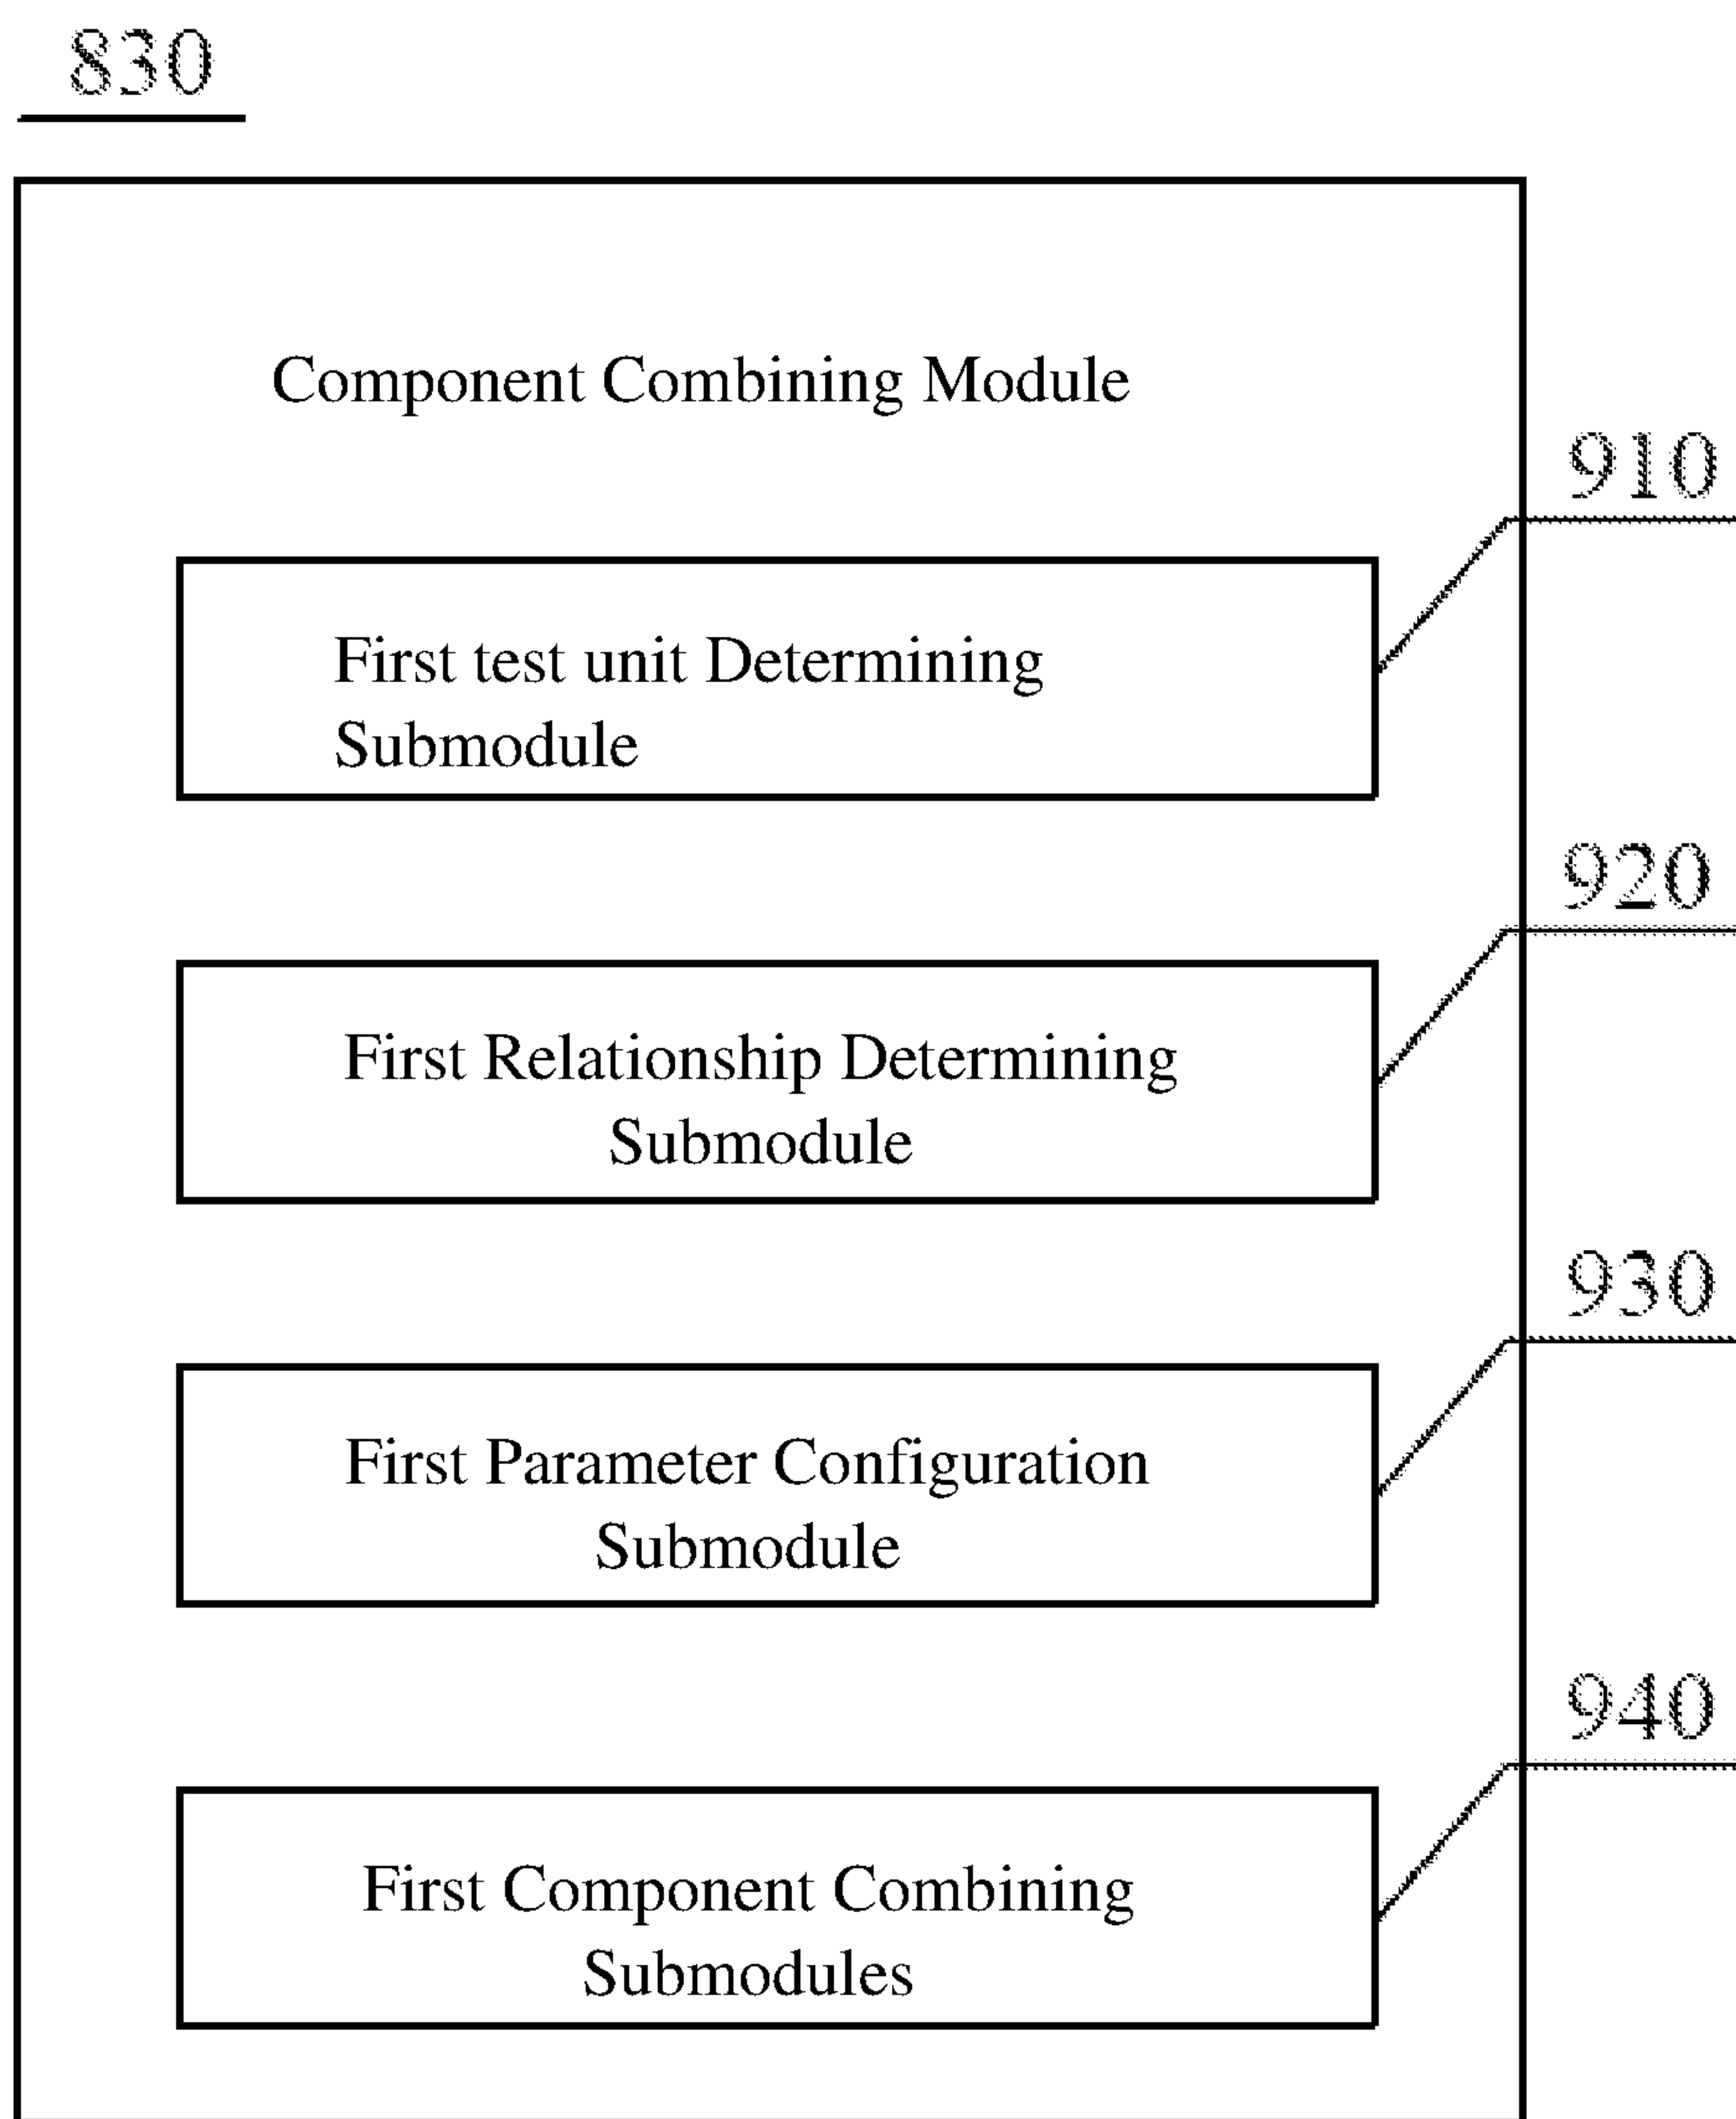 830
Component Combining Module
910
First test unit Determining
Submodule
920
First Relationship Determining
Submodule
930
First Parameter Configuration
Submodule
940
First Component Combining
Submodules